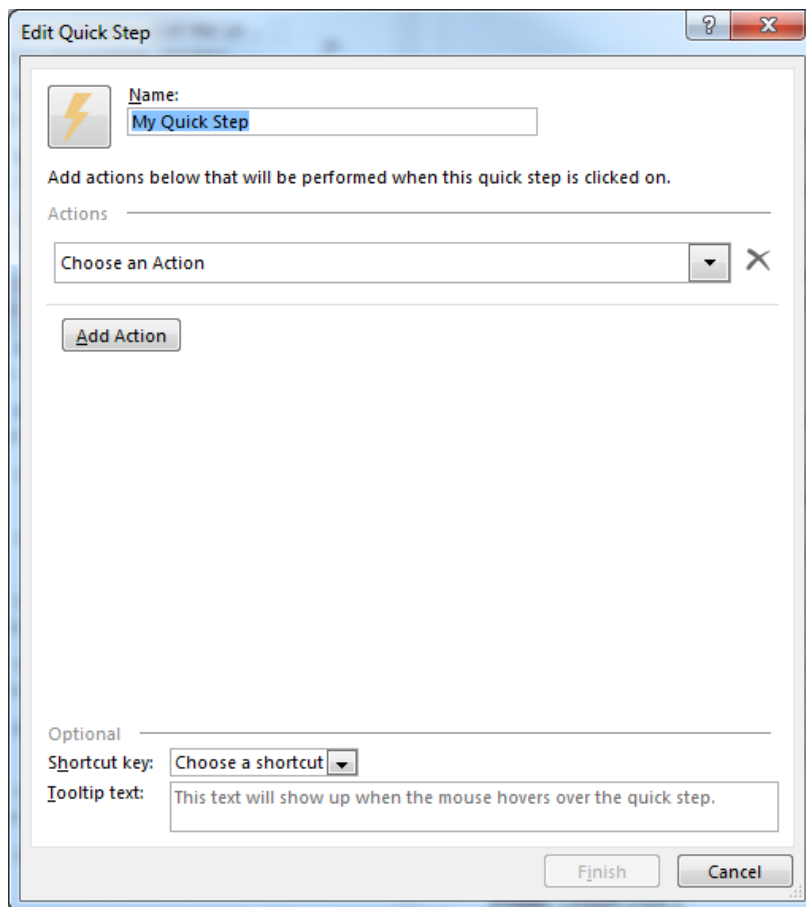 Edit Quick Step
Name:
My Quick Step
Add actions below that will be performed when this quick step is clicked on.
Actions
Choose an Action
Add Action
Optional
Shortcut key: Choose a shortcut
Tooltip text: This text will show up when the mouse hovers over the quick step.
Finish Cancel